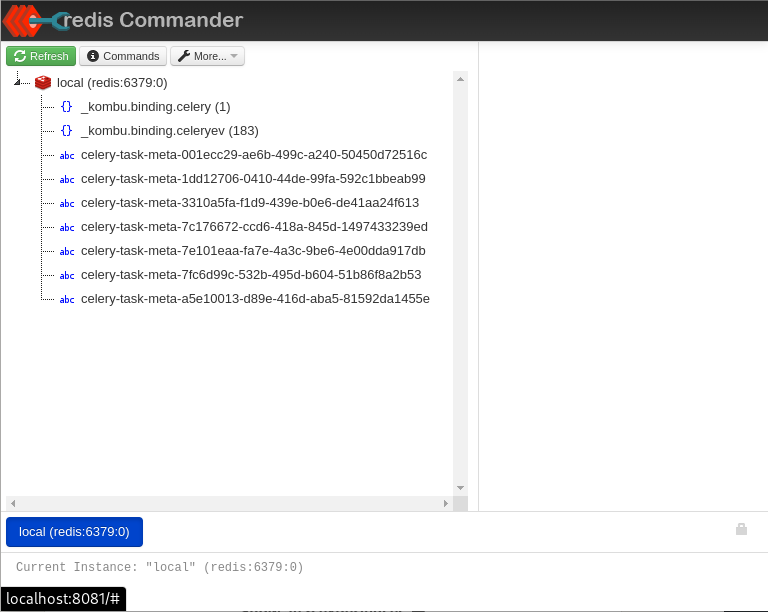 redis Commander
Refresh Commands More...
local (redis:6379:0)
{} _kombu.binding.celery (1)
{} _kombu.binding.celeryev (183)
abc celery-task-meta-001ecc29-ae6b-499c-a240-50450d72516c
abc celery-task-meta-1dd12706-0410-44de-99fa-592c1bbeab99
abc celery-task-meta-3310a5fa-f1d9-439e-b0e6-de41aa24f613
abc celery-task-meta-7c176672-ccd6-418a-845d-1497433239ed
abc celery-task-meta-7e101eaa-fa7e-4a3c-9be6-4e00dda917db
abc celery-task-meta-7fc6d99c-532b-495d-b604-51b86f8a2b53
abc celery-task-meta-a5e10013-d89e-416d-aba5-81592da1455e
local (redis:6379:0)
Current Instance: "local" (redis:6379:0)
localhost:8081/#